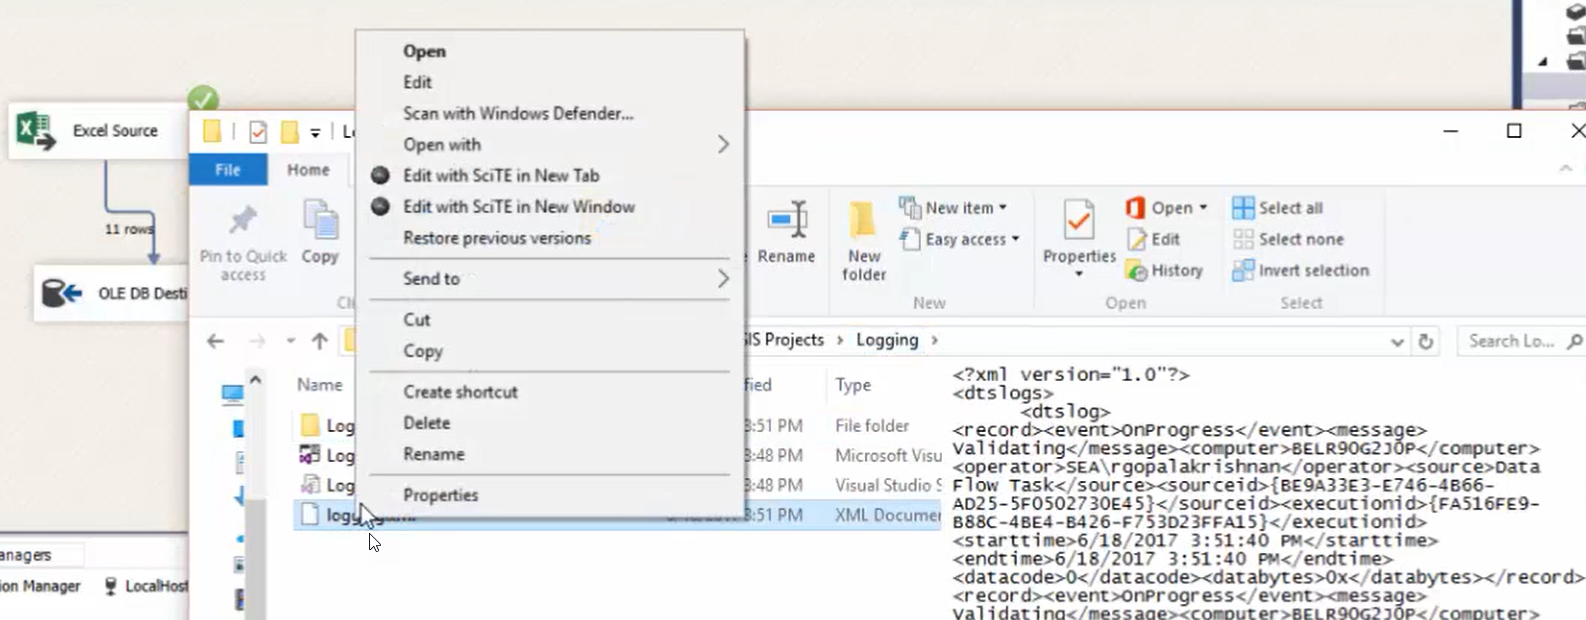 Open
Edit
Scan with Windows Defender...
Open with
Edit with SciTE in New Tab
Edit with SciTE in New Window
Restore previous versions
Send to
Cut
Copy
Create shortcut
Delete
Rename
Properties
Excel Source
11 rows
OLE DB Desti
anagers
ion Manager
LocalHost
File
Home
Pin to Quick access
Copy
Rename
New folder
New item
Easy access
New
Properties
Open
Edit
History
Open
Select all
Select none
Invert selection
Select
SIS Projects
Logging
Search Lo...
Name
fied
Type
Log
3:51 PM
File folder
Log
3:48 PM
Microsoft Visu
Log
3:48 PM
Visual Studio S
3:51 PM
XML Documen
<?xml version="1.0"?>
<dtslogs>
<dtslog>
<record><event>OnProgress</event><message>
Validating</message><computer>BELR90G2J0P</computer>
<operator>SEA\rgopalakrishnan</operator><source>Data
Flow Task</source><sourceid>{BE9A33E3-E746-4B66-
AD25-5F0502730E45}</sourceid><executionid>{FA516FE9-
B88C-4BE4-B426-F753D23FFA15}</executionid>
<starttime>6/18/2017 3:51:40 PM</starttime>
<endtime>6/18/2017 3:51:40 PM</endtime>
<datacode>0</datacode><databytes>0x</databytes></record>
<record><event>OnProgress</event><message>
Validating</message><computer>BELR90G2J0P</computer>